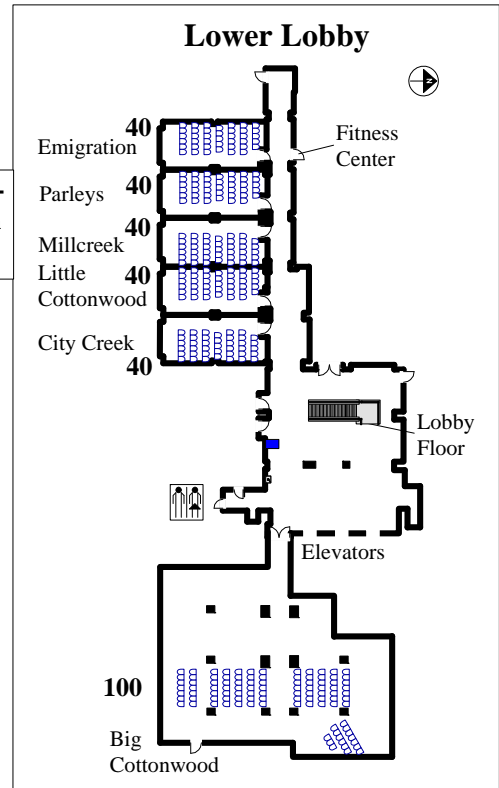 Lower Lobby
N
40
Emigration
Fitness
Center
40
Parleys
40
Millcreek
40
Little
Cottonwood
City Creek
40
Lobby
Floor
Elevators
100
Big
Cottonwood